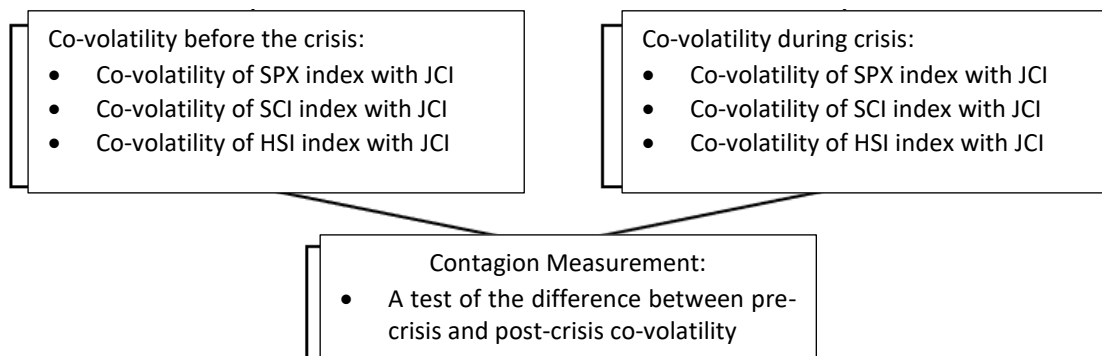 Co-volatility before the crisis:
• Co-volatility of SPX index with JCI
• Co-volatility of SCI index with JCI
• Co-volatility of HSI index with JCI
Co-volatility during crisis:
• Co-volatility of SPX index with JCI
• Co-volatility of SCI index with JCI
• Co-volatility of HSI index with JCI
Contagion Measurement:
• A test of the difference between pre-
crisis and post-crisis co-volatility